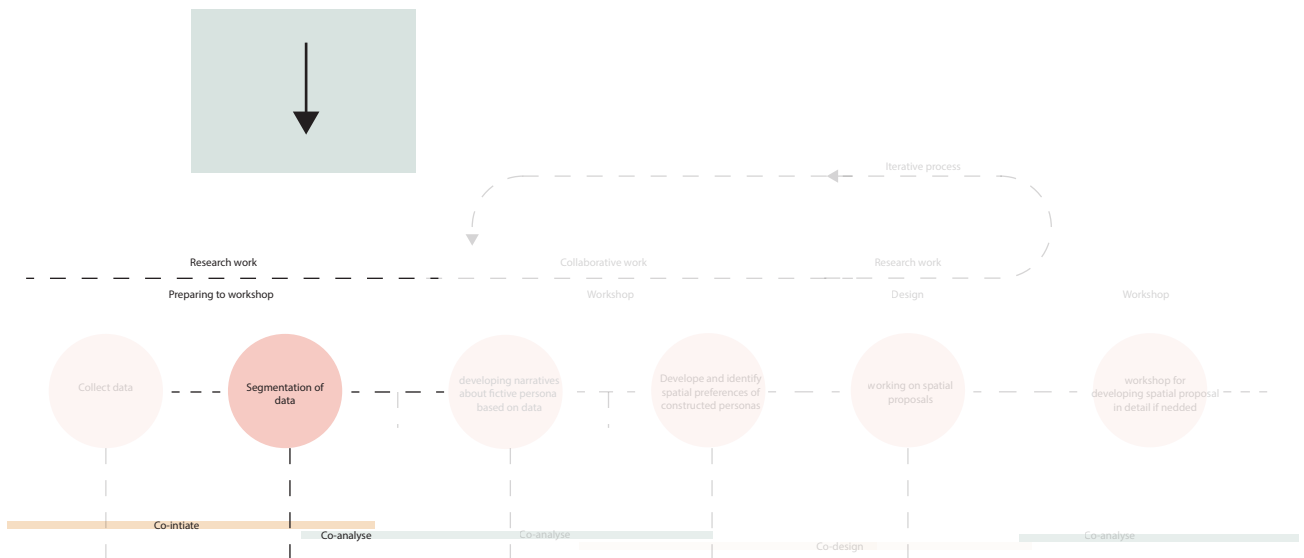 Iterative process
Research work
Collaborative work
Research work
Preparing to workshop
Workshop
Design
Workshop
Collect data
Segmentation of
data
developing narratives
about fictive persona
based on data
Develope and identify
spatial preferences of
constructed personas
working on spatial
proposals
workshop for
developing spatial proposal
in detail if nedded
Co-intiate
Co-analyse
Co-analyse
Co-design
Co-analyse